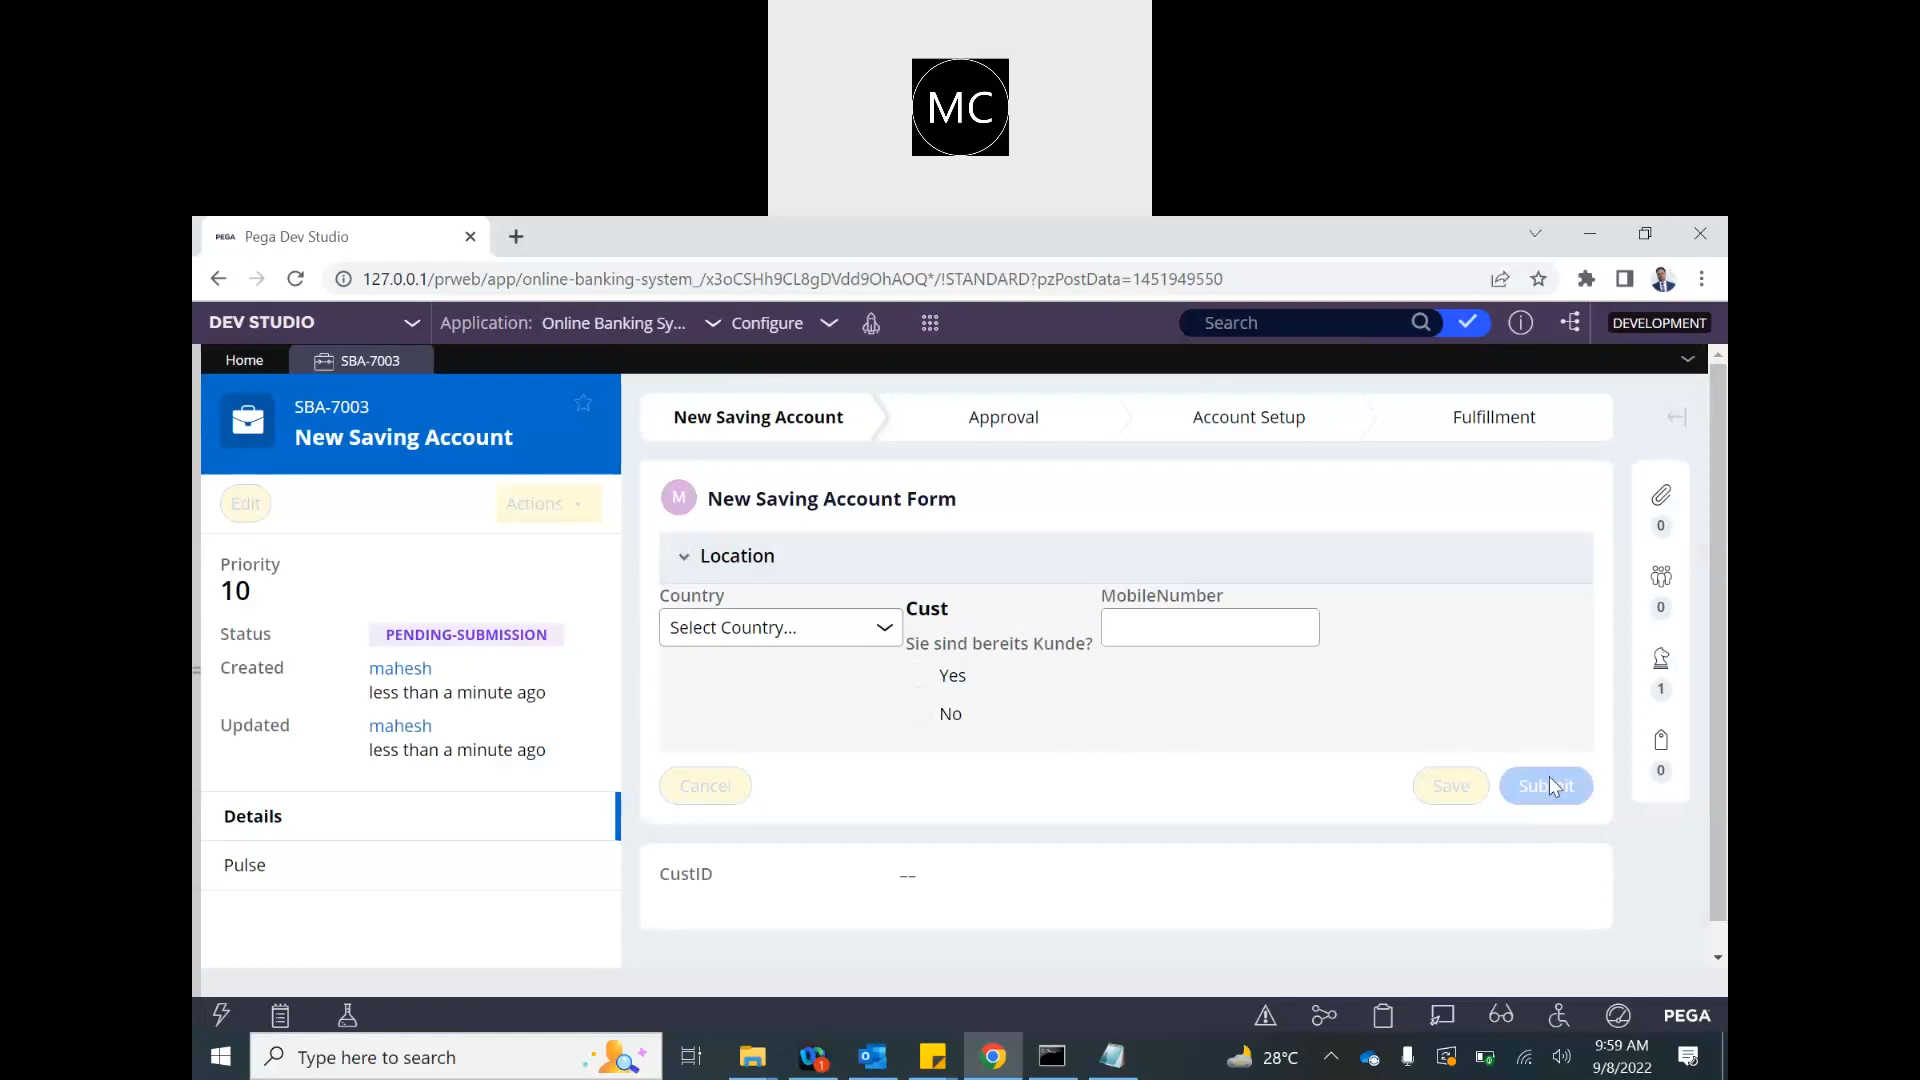 MC
PEGA Pega Dev Studio
127.0.0.1/prweb/app/online-banking-system_/x3oCSHh9CL8gDVdd9OhAOQ*/!STANDARD?pzPostData=1451949550
DEV STUDIO Application: Online Banking Sy... Configure Search DEVELOPMENT
Home SBA-7003
SBA-7003
New Saving Account
New Saving Account Approval Account Setup Fulfillment
Edit Actions
Priority
10
Status PENDING-SUBMISSION
Created mahesh
less than a minute ago
Updated mahesh
less than a minute ago
Details
Pulse
M New Saving Account Form
Location
Country
Select Country...
Cust
Sie sind bereits Kunde?
Yes
No
MobileNumber
Cancel Save Submit
CustID --
0
0
1
0
PEGA
Type here to search
1
28°C
9:59 AM
9/8/2022